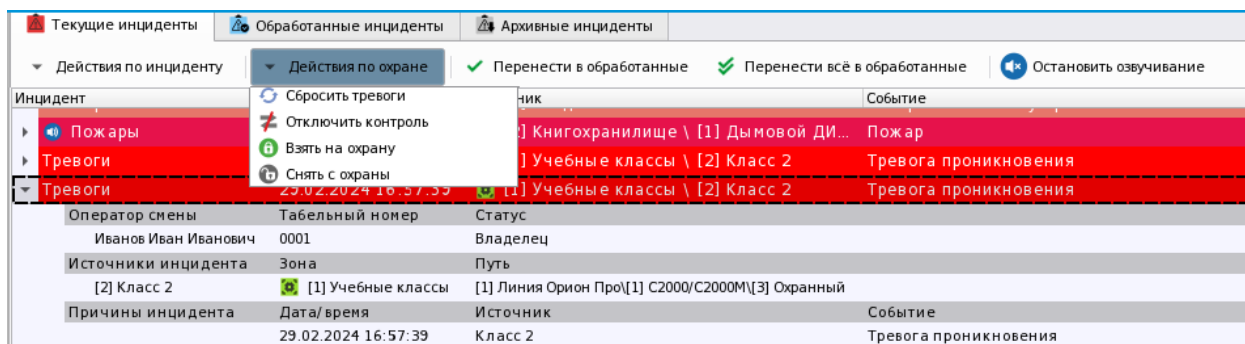 Текущие инциденты Обработанные инциденты Архивные инциденты
Действия по инциденту Действия по охране Перенести в обработанные Перенести всё в обработанные Остановить озвучивание
Инцидент ник Событие
Сбросить тревоги
Отключить контроль
Взять на охрану
Снять с охраны
Пожары ] Книгохранилище \ [1] Дымовой ДИ... Пожар
Тревоги ] Учебные классы \ [2] Класс 2 Тревога проникновения
Тревоги 29.02.2024 16:57:39 [1] Учебные классы \ [2] Класс 2 Тревога проникновения
Оператор смены Табельный номер Статус
Иванов Иван Иванович 0001 Владелец
Источники инцидента Зона Путь
[2] Класс 2 [1] Учебные классы [1] Линия Орион Про\[1] С2000/С2000М\[3] Охранный
Причины инцидента Дата/время Источник Событие
29.02.2024 16:57:39 Класс 2 Тревога проникновения